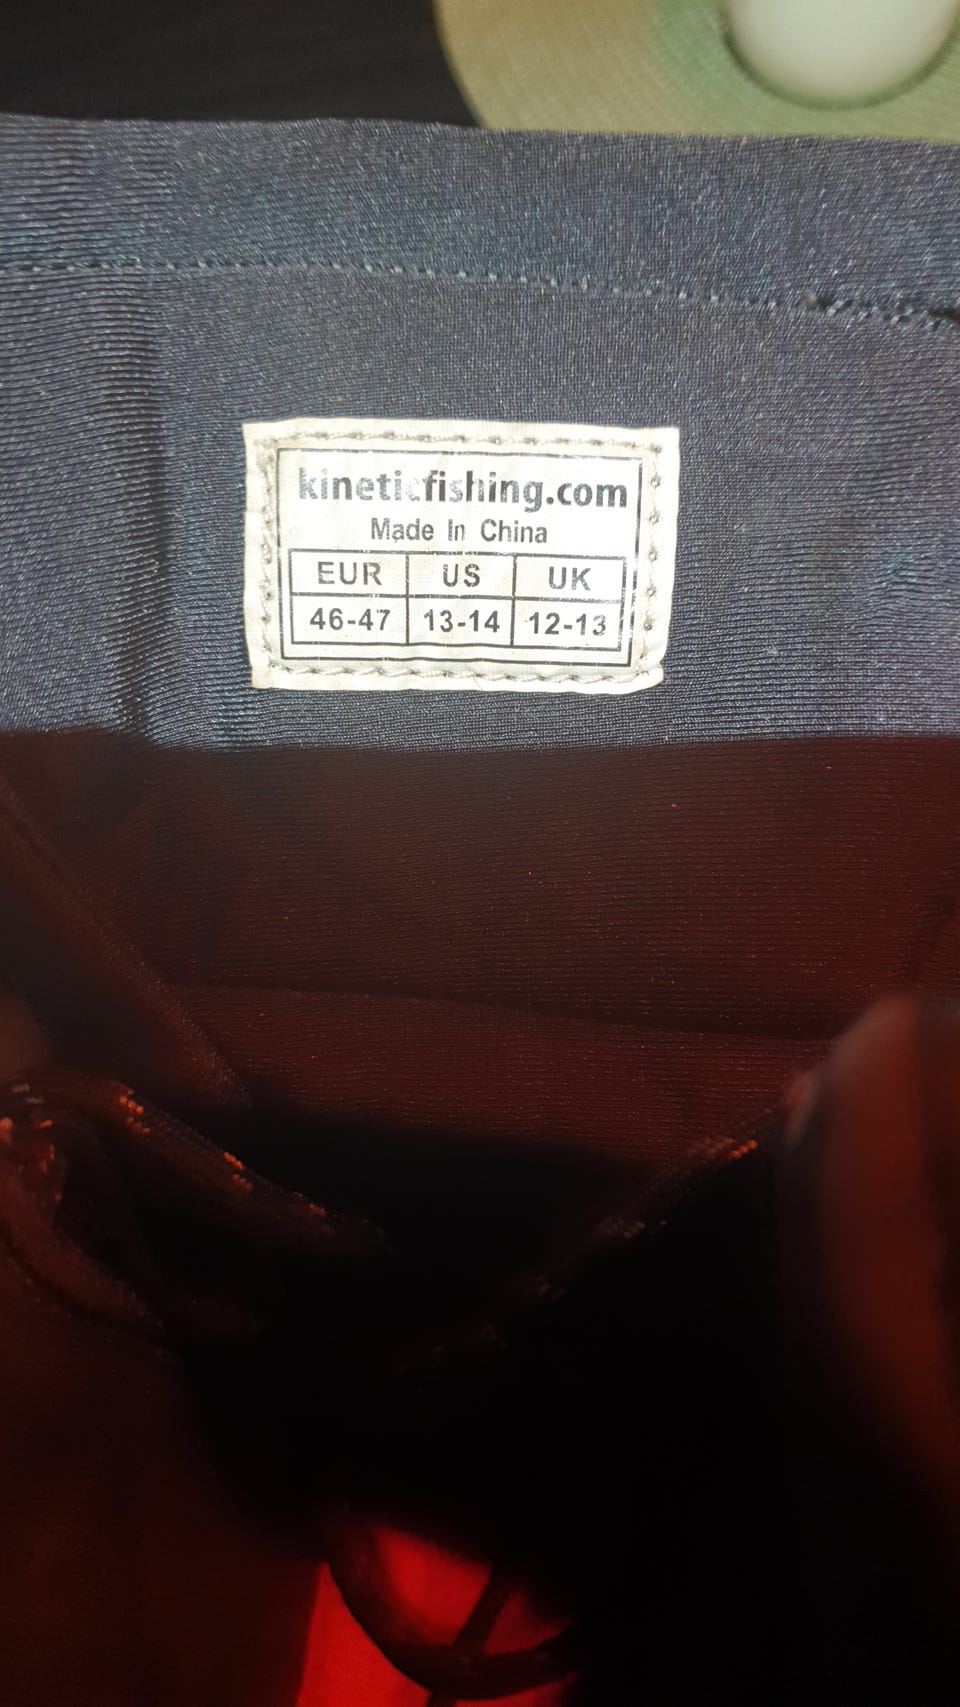 kineticfishing.com
Made In China
EUR US UK
46-47 13-14 12-13